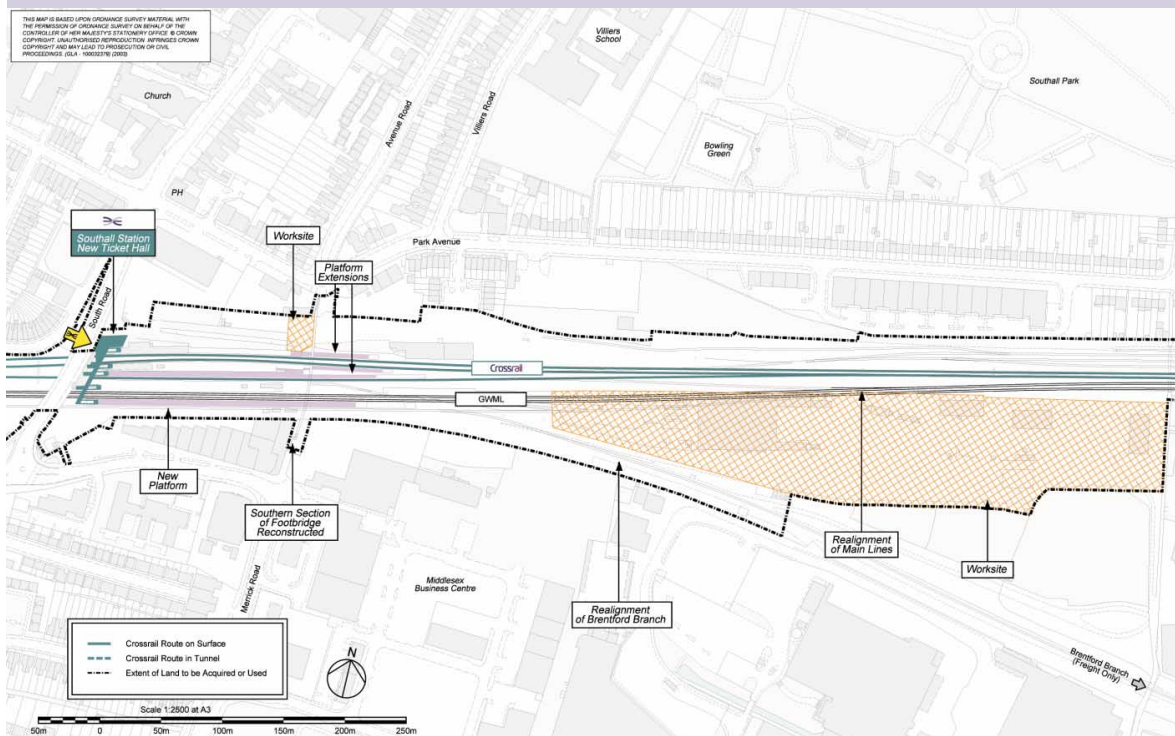 THIS MAP IS BASED UPON ORDNANCE SURVEY MATERIAL WITH
THE PERMISSION OF ORDNANCE SURVEY ON BEHALF OF THE
CONTROLLER OF HER MAJESTY'S STATIONERY OFFICE © CROWN
COPYRIGHT. UNAUTHORISED REPRODUCTION INFRINGES CROWN
COPYRIGHT AND MAY LEAD TO PROSECUTION OR CIVIL
PROCEEDINGS. (GLA - 100032379) (2003)
Villiers
School
Southall Park
Church
Avenue Road
Villiers Road
Bowling
Green
PH
Southall Station
New Ticket Hall
Worksite
Park Avenue
Platform
Extensions
South Road
Crossrail
GWML
New
Platform
Southern Section
of Footbridge
Reconstructed
Realignment
of Main Lines
Worksite
Merrick Road
Middlesex
Business Centre
Realignment
of Brentford Branch
Brentford Branch
(Freight Only)
Crossrail Route on Surface
Crossrail Route in Tunnel
Extent of Land to be Acquired or Used
N
Scale 1:2500 at A3
50m 0 50m 100m 150m 200m 250m